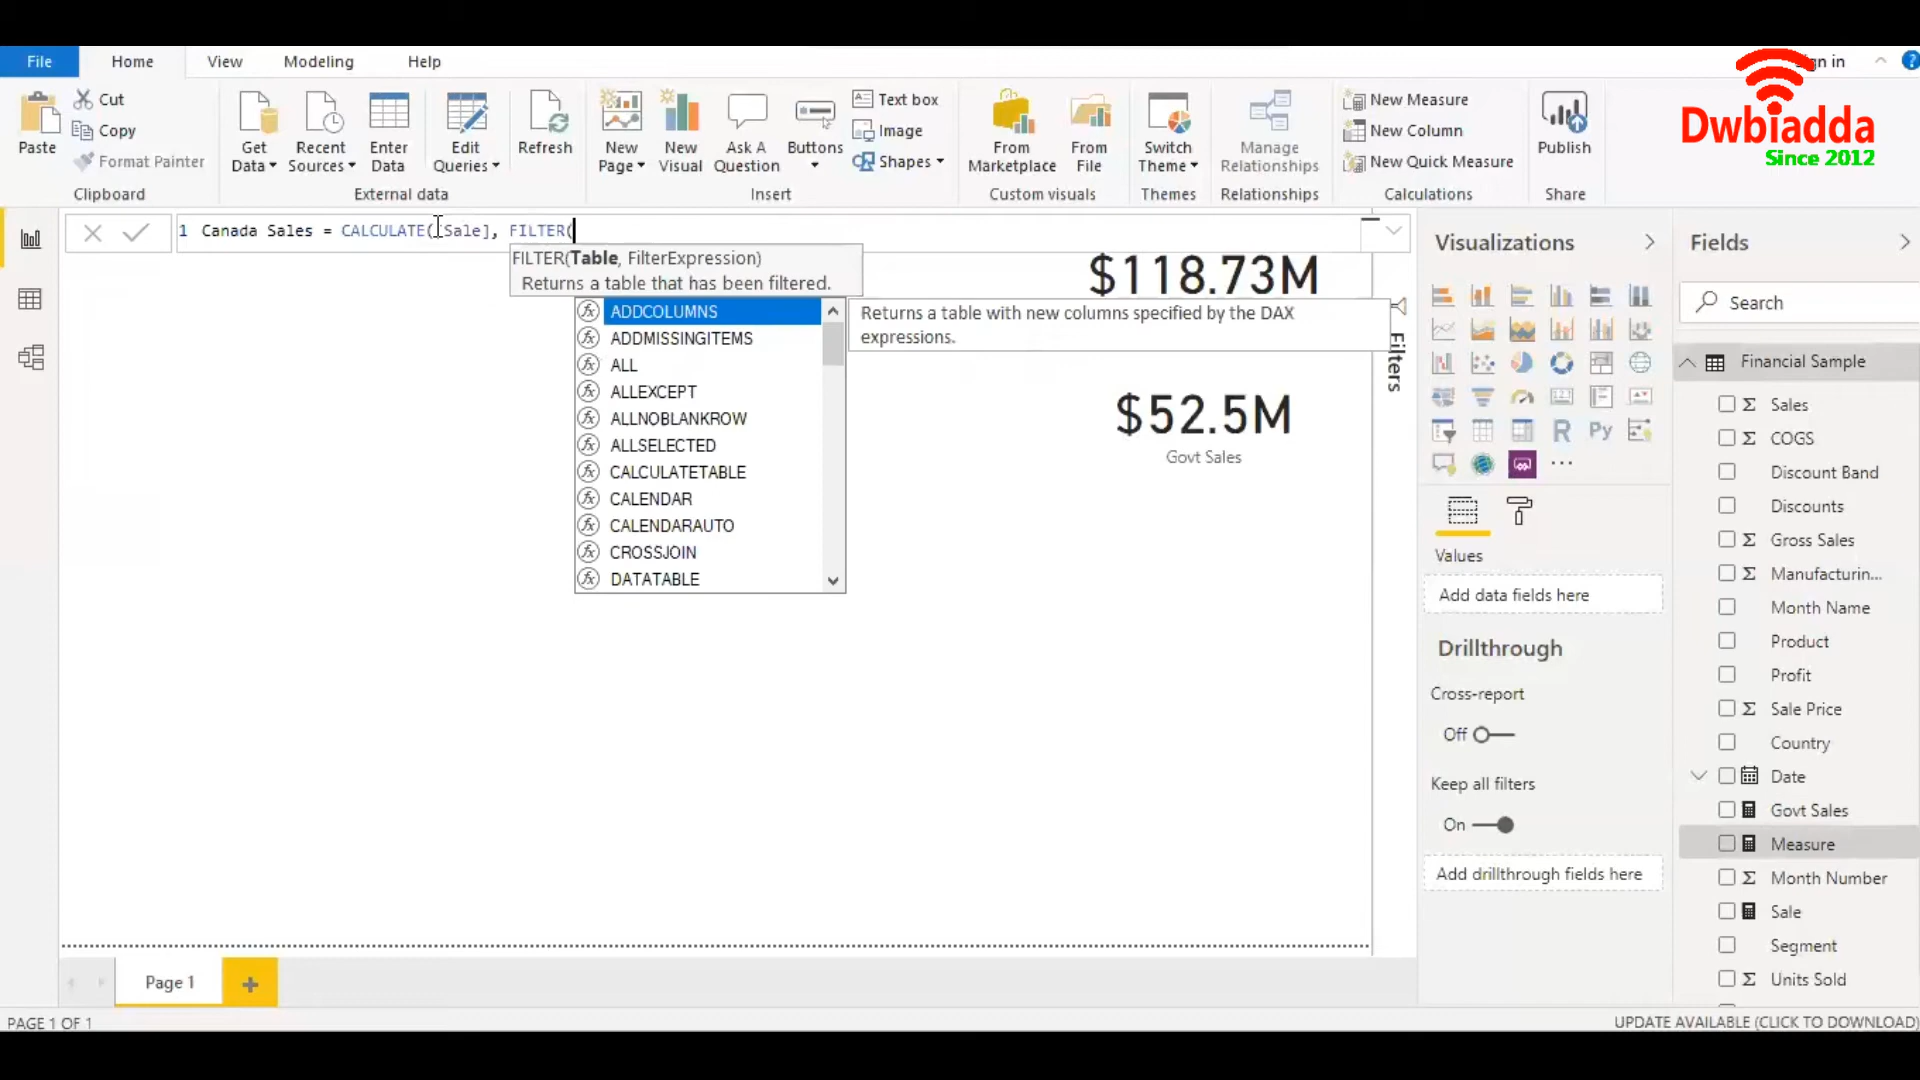 File Home View Modeling Help
Dwbiadda
Since 2012
Paste
Cut
Copy
Format Painter
Clipboard
Get Data
Recent Sources
Enter Data
Edit Queries
Refresh
External data
New Page
New Visual
Ask A Question
Buttons
Text box
Image
Shapes
Insert
From Marketplace
From File
Custom visuals
Switch Theme
Themes
Manage Relationships
Relationships
New Measure
New Column
New Quick Measure
Calculations
Publish
Share
1 Canada Sales = CALCULATE([Sale], FILTER(
FILTER(Table, FilterExpression)
Returns a table that has been filtered.
ADDCOLUMNS
ADDMISSINGITEMS
ALL
ALLEXCEPT
ALLNOBLANKROW
ALLSELECTED
CALCULATETABLE
CALENDAR
CALENDARAUTO
CROSSJOIN
DATATABLE
Returns a table with new columns specified by the DAX
expressions.
$118.73M
$52.5M
Govt Sales
Filters
Visualizations
R Py
Values
Add data fields here
Drillthrough
Cross-report
Off
Keep all filters
On
Add drillthrough fields here
Fields
Search
Financial Sample
Sales
COGS
Discount Band
Discounts
Gross Sales
Manufacturin...
Month Name
Product
Profit
Sale Price
Country
Date
Govt Sales
Measure
Month Number
Sale
Segment
Units Sold
Page 1
PAGE 1 OF 1
UPDATE AVAILABLE (CLICK TO DOWNLOAD)